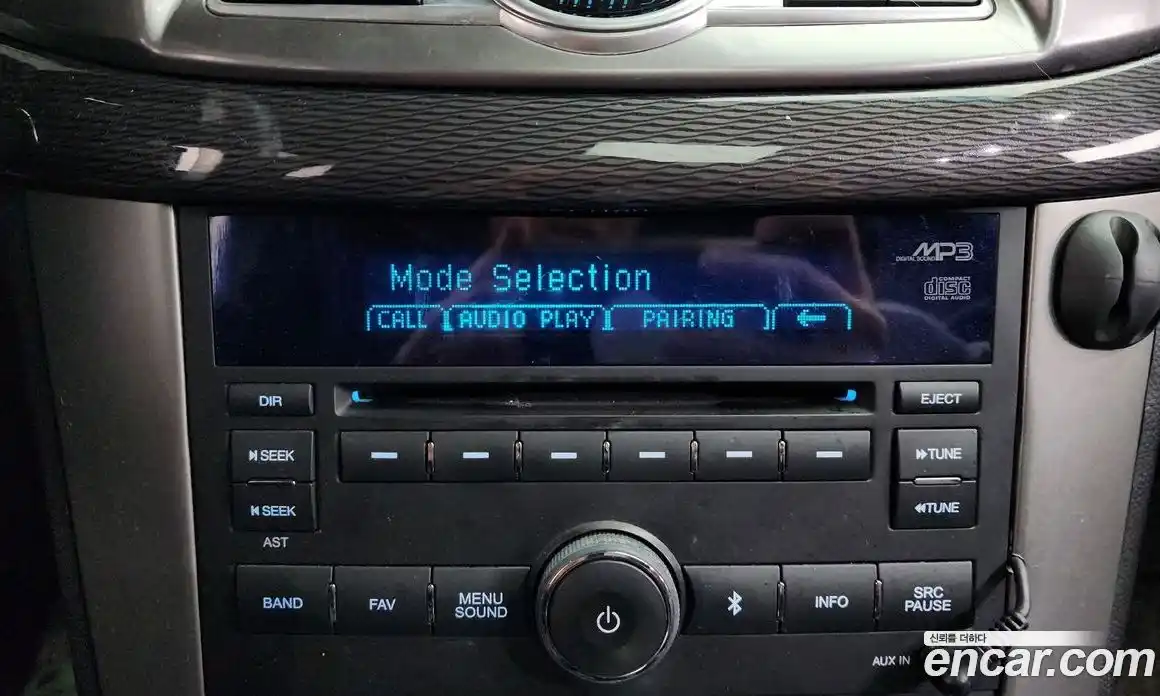 Mode Selection
CALL AUDIO PLAY PAIRING ←
MP3
DIGITAL SOUND
COMPACT
disc
DIGITAL AUDIO
DIR
EJECT
SEEK
TUNE
SEEK
TUNE
AST
BAND
FAV
MENU
SOUND
INFO
SRC
PAUSE
AUX IN
신뢰를 더하다
encar.com